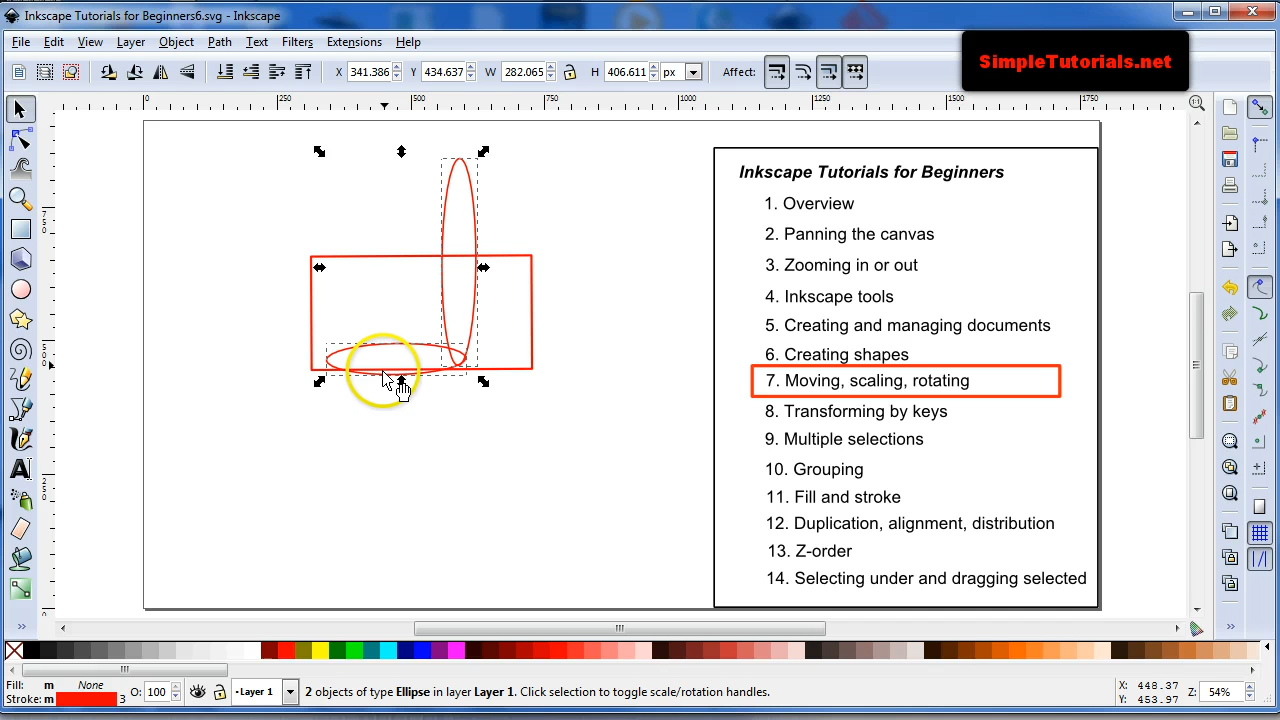 Inkscape Tutorials for Beginners6.svg - Inkscape
File Edit View Layer Object Path Text Filters Extensions Help
X 341.386 Y 434.637 W 282.065 H 406.611 px Affect:
SimpleTutorials.net
0 250 500 750 1000 1250 1500 1750
1:1
750
500
250
0
Inkscape Tutorials for Beginners
1. Overview
2. Panning the canvas
3. Zooming in or out
4. Inkscape tools
5. Creating and managing documents
6. Creating shapes
7. Moving, scaling, rotating
8. Transforming by keys
9. Multiple selections
10. Grouping
11. Fill and stroke
12. Duplication, alignment, distribution
13. Z-order
14. Selecting under and dragging selected
A
Fill: m None
Stroke: m 3
O: 100
Layer 1
2 objects of type Ellipse in layer Layer 1. Click selection to toggle scale/rotation handles.
X: 448.37
Y: 453.97
Z: 54%